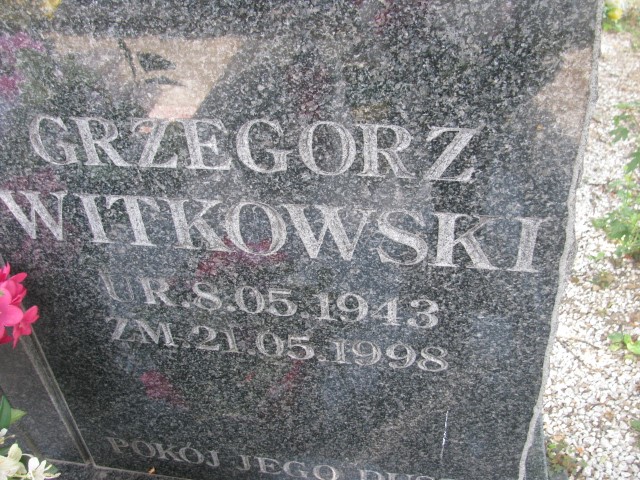 GRZEGORZ
WITKOWSKI
UR.8.05.1943
ZM.21.05.1998
POKÓJ JEGO